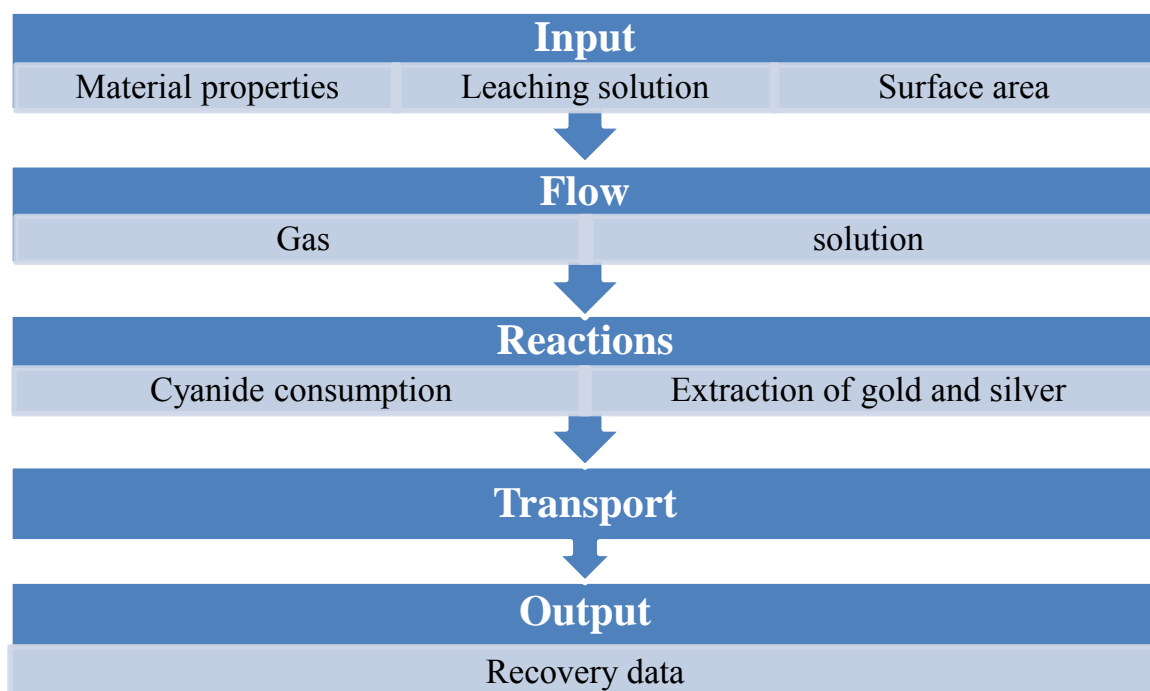 Input
Material properties Leaching solution Surface area
Flow
Gas solution
Reactions
Cyanide consumption Extraction of gold and silver
Transport
Output
Recovery data